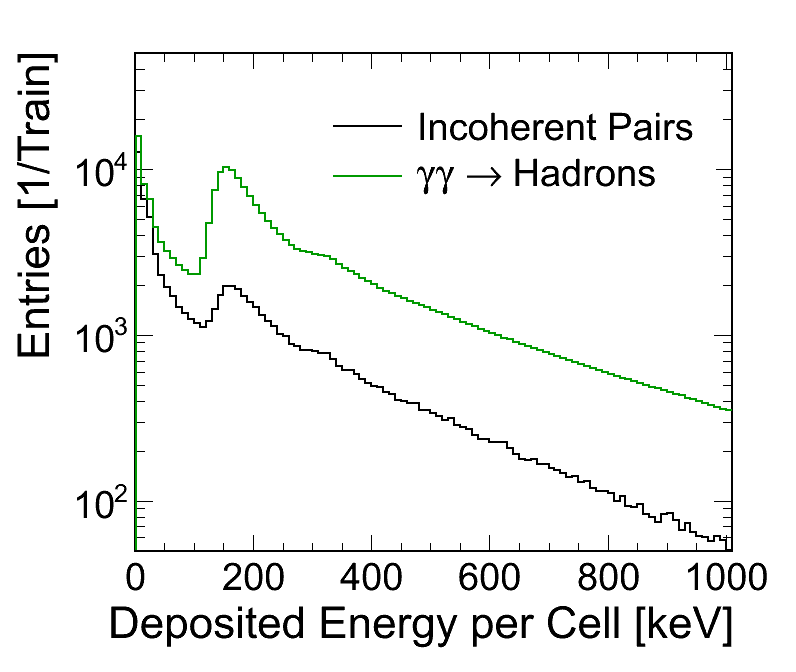 Entries [1/Train]
10⁴
10³
10²
Incoherent Pairs
γγ → Hadrons
0 200 400 600 800 1000
Deposited Energy per Cell [keV]